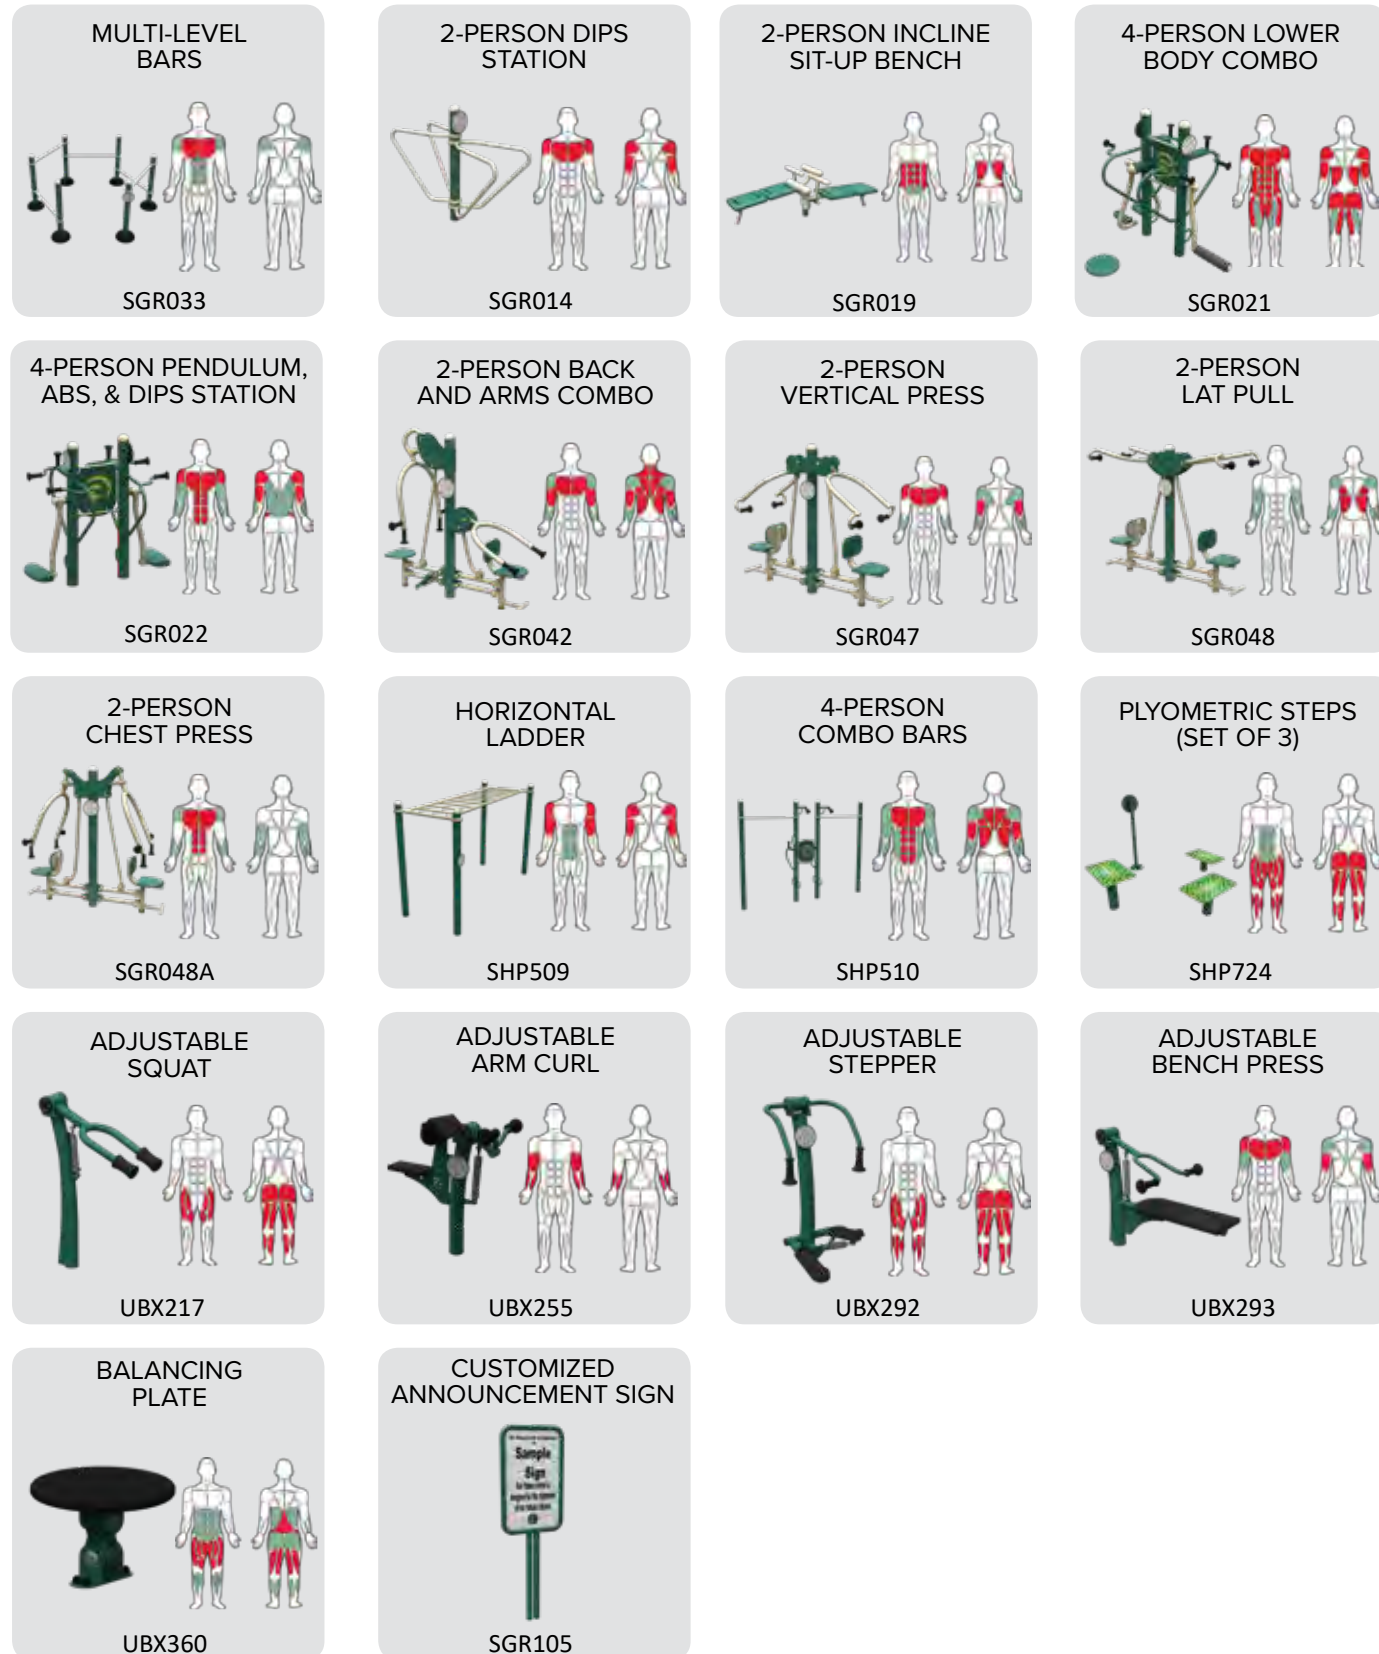 MULTI-LEVEL
BARS
SGR033
2-PERSON DIPS
STATION
SGR014
2-PERSON INCLINE
SIT-UP BENCH
SGR019
4-PERSON LOWER
BODY COMBO
SGR021
4-PERSON PENDULUM,
ABS, & DIPS STATION
SGR022
2-PERSON BACK
AND ARMS COMBO
SGR042
2-PERSON
VERTICAL PRESS
SGR047
2-PERSON
LAT PULL
SGR048
2-PERSON
CHEST PRESS
SGR048A
HORIZONTAL
LADDER
SHP509
4-PERSON
COMBO BARS
SHP510
PLYOMETRIC STEPS
(SET OF 3)
SHP724
ADJUSTABLE
SQUAT
UBX217
ADJUSTABLE
ARM CURL
UBX255
ADJUSTABLE
STEPPER
UBX292
ADJUSTABLE
BENCH PRESS
UBX293
BALANCING
PLATE
UBX360
CUSTOMIZED
ANNOUNCEMENT SIGN
Sample
Sign
SGR105